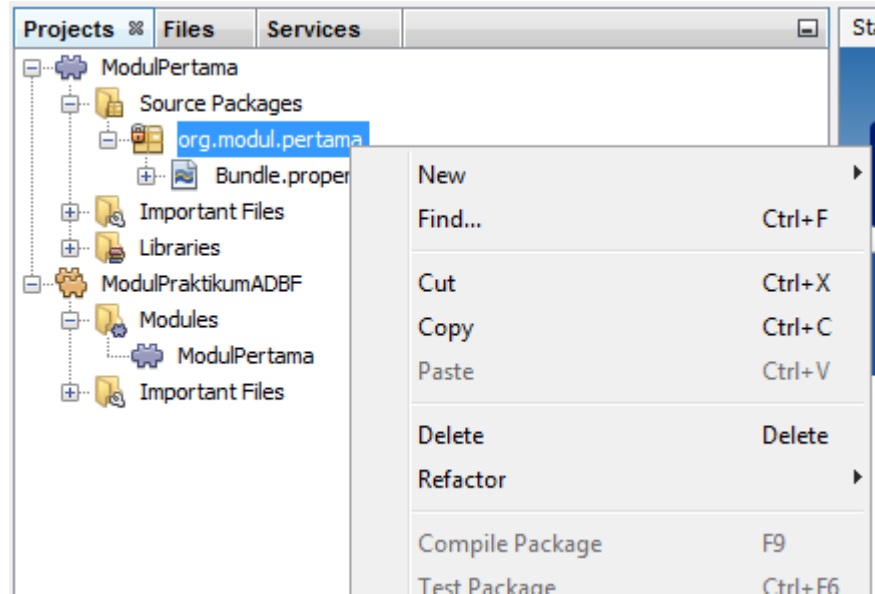 Projects Files Services
ModulPertama
Source Packages
org.modul.pertama
Bundle.proper
Important Files
Libraries
ModulPraktikumADBF
Modules
ModulPertama
Important Files
New
Find... Ctrl+F
Cut Ctrl+X
Copy Ctrl+C
Paste Ctrl+V
Delete Delete
Refactor
Compile Package F9
Test Package Ctrl+F6
St